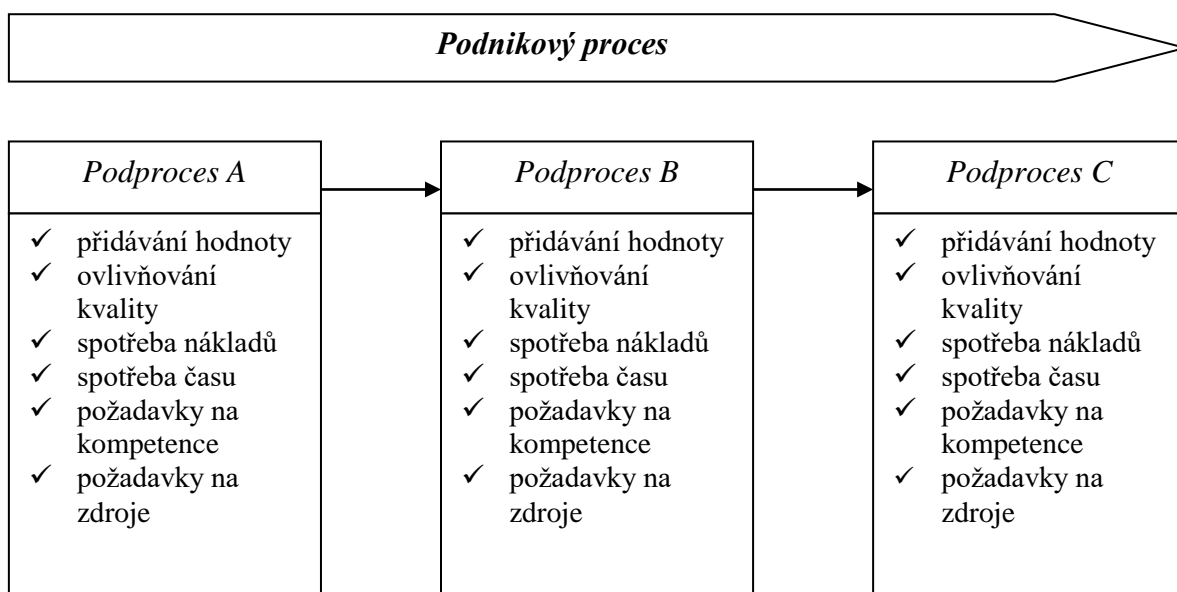 Podnikový proces
Podproces A
✓ přidávání hodnoty
✓ ovlivňování
kvality
✓ spotřeba nákladů
✓ spotřeba času
✓ požadavky na
kompetence
✓ požadavky na
zdroje
Podproces B
✓ přidávání hodnoty
✓ ovlivňování
kvality
✓ spotřeba nákladů
✓ spotřeba času
✓ požadavky na
kompetence
✓ požadavky na
zdroje
Podproces C
✓ přidávání hodnoty
✓ ovlivňování
kvality
✓ spotřeba nákladů
✓ spotřeba času
✓ požadavky na
kompetence
✓ požadavky na
zdroje